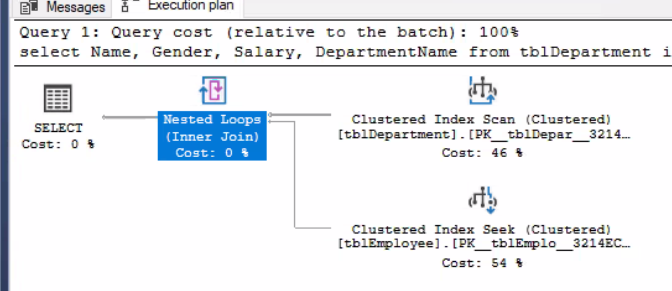 Messages
Execution plan
Query 1: Query cost (relative to the batch): 100%
select Name, Gender, Salary, DepartmentName from tblDepartment i
SELECT
Cost: 0 %
Nested Loops
(Inner Join)
Cost: 0 %
Clustered Index Scan (Clustered)
[tblDepartment].[PK__tblDepar__3214…
Cost: 46 %
Clustered Index Seek (Clustered)
[tblEmployee].[PK__tblEmplo__3214EC…
Cost: 54 %